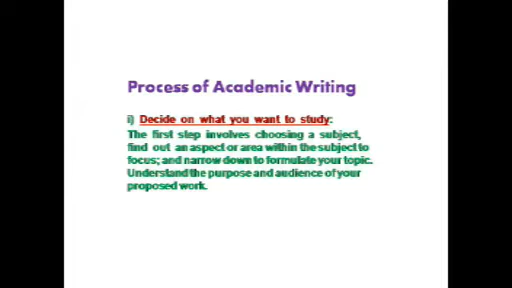 Process of Academic Writing
i) Decide on what you want to study:
The first step involves choosing a subject,
find out an aspect or area within the subject to
focus; and narrow down to formulate your topic.
Understand the purpose and audience of your
proposed work.